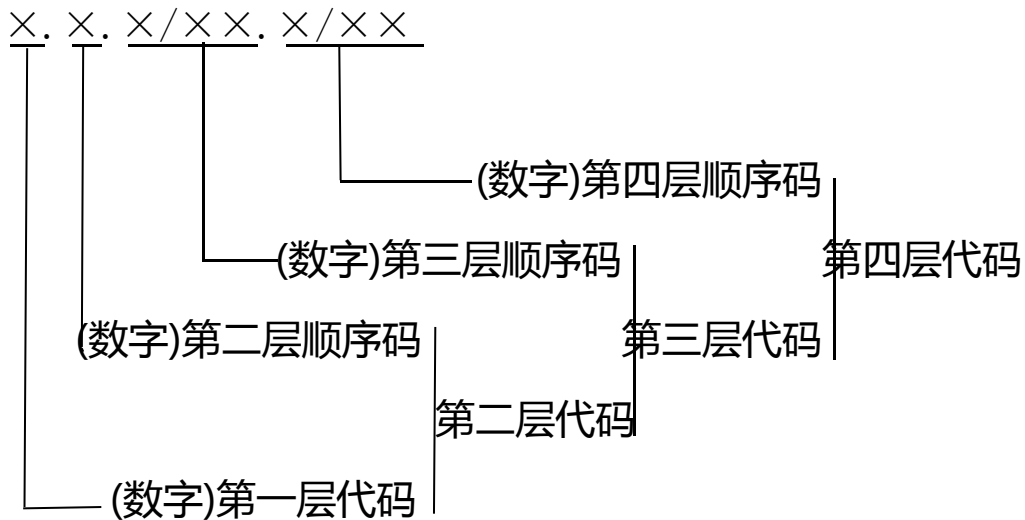 ×. ×. ×/××. ×/××
(数字)第四层顺序码
(数字)第三层顺序码
第四层代码
(数字)第二层顺序码
第三层代码
第二层代码
(数字)第一层代码